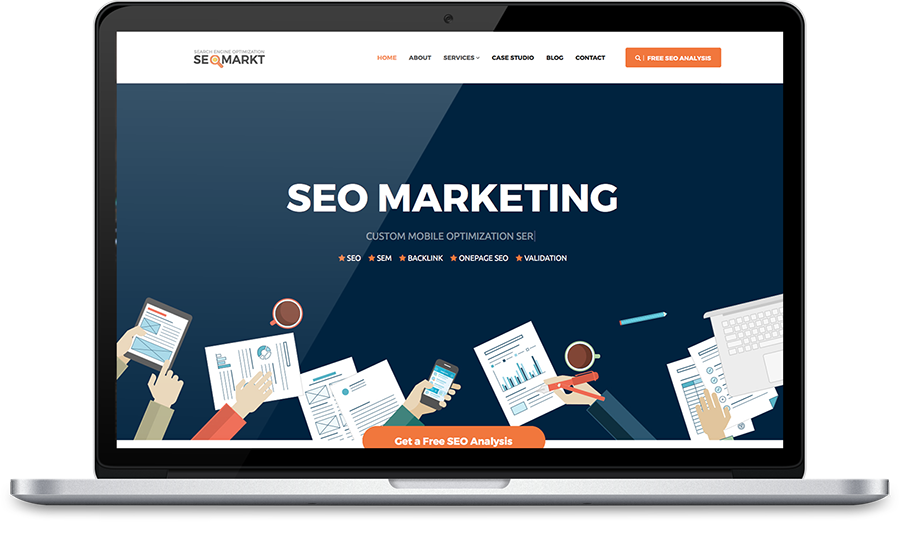 SEARCH ENGINE OPTIMIZATION
SEOMARKT
HOME ABOUT SERVICES CASE STUDIO BLOG CONTACT FREE SEO ANALYSIS
SEO MARKETING
CUSTOM MOBILE OPTIMIZATION SER
SEO SEM BACKLINK ONEPAGE SEO VALIDATION
Get a Free SEO Analysis